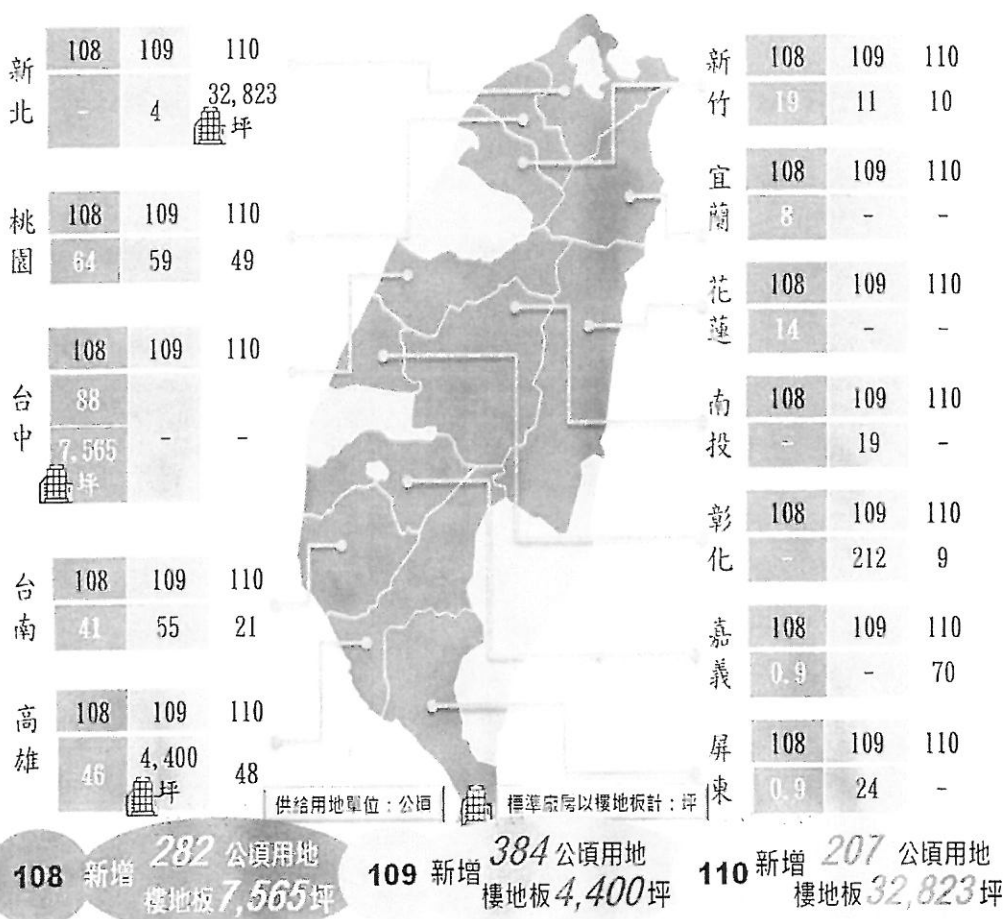 新北
108 109 110
- 4 32,823坪
桃園
108 109 110
64 59 49
台中
108 109 110
88
7,565坪 - -
台南
108 109 110
41 55 21
高雄
108 109 110
46 4,400坪 48
新竹
108 109 110
19 11 10
宜蘭
108 109 110
8 - -
花蓮
108 109 110
14 - -
南投
108 109 110
- 19 -
彰化
108 109 110
- 212 9
嘉義
108 109 110
0.9 - 70
屏東
108 109 110
0.9 24 -
供給用地單位：公頃
標準廠房以樓地板計：坪
108 新增 282 公頃用地
樓地板 7,565坪
109 新增 384 公頃用地
樓地板 4,400坪
110 新增 207 公頃用地
樓地板 32,823坪